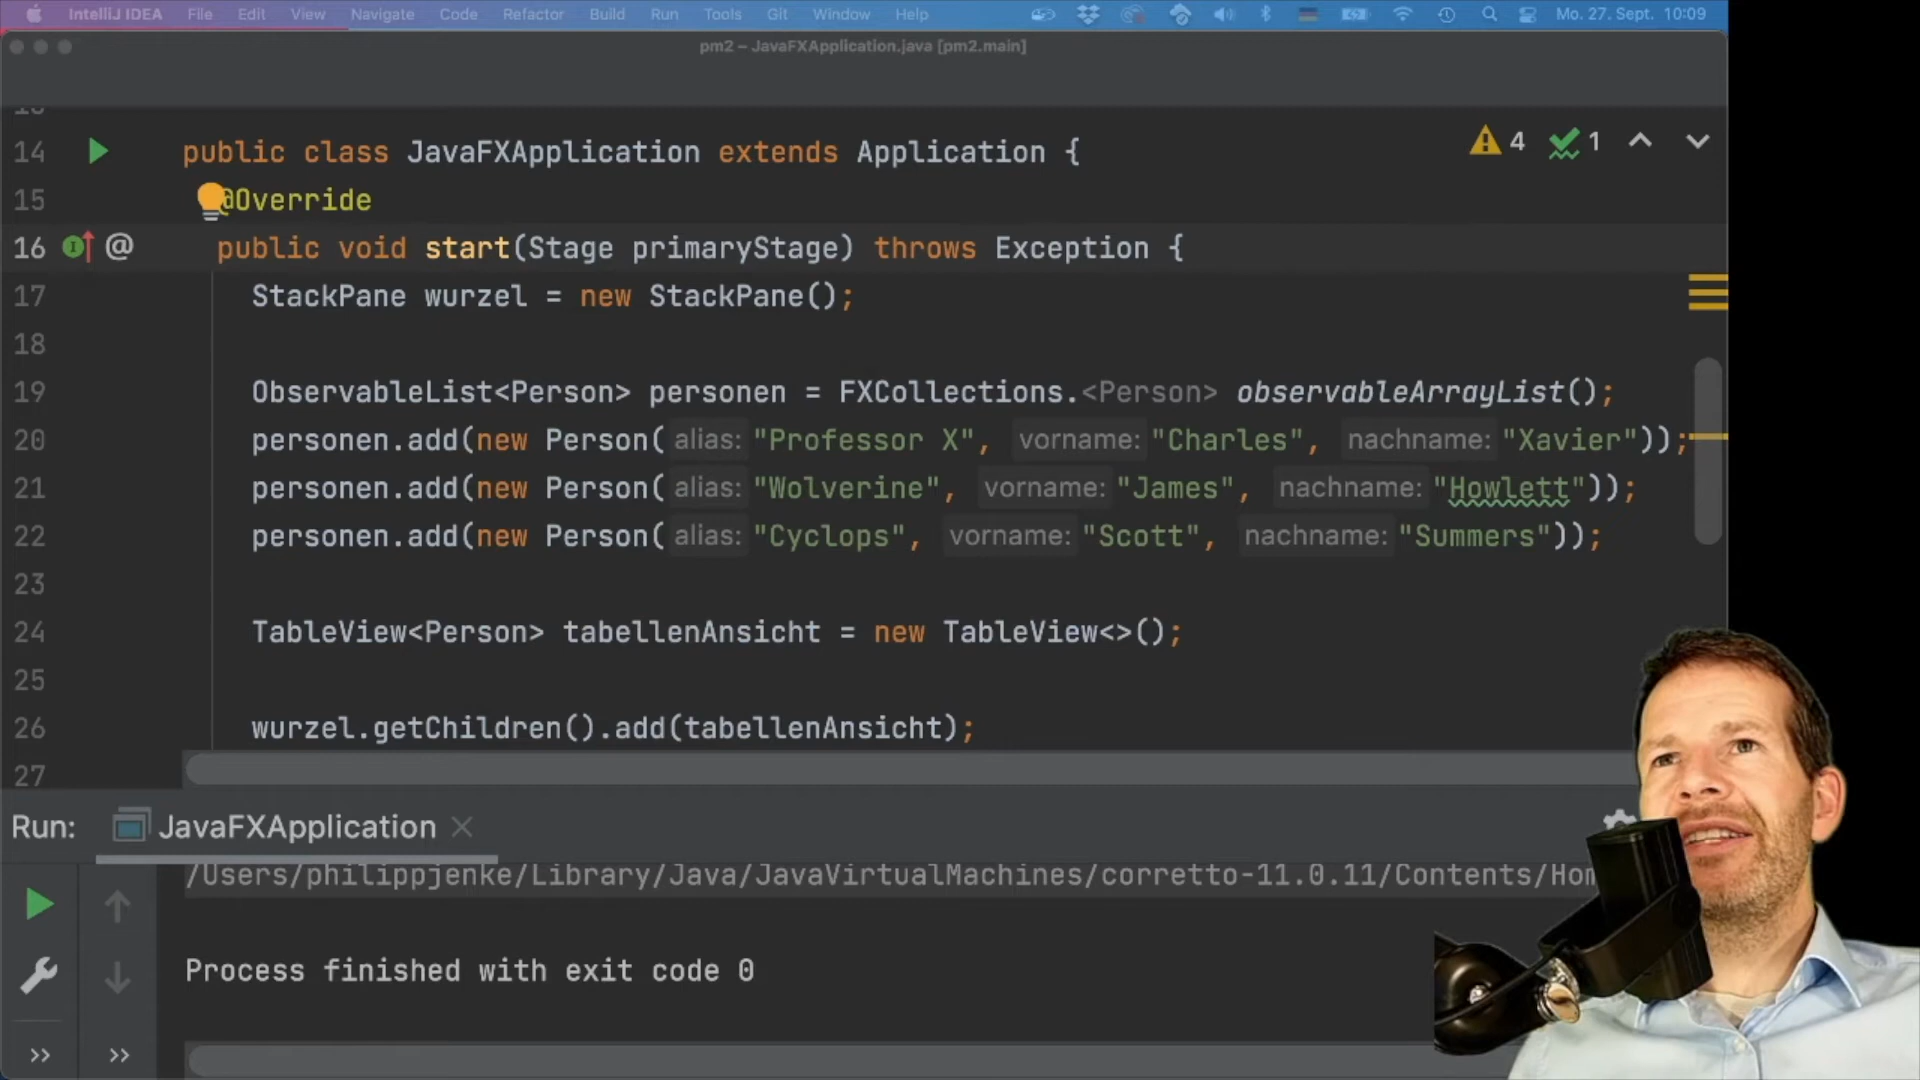 IntelliJ IDEA File Edit View Navigate Code Refactor Build Run Tools Git Window Help Mo. 27. Sept. 10:09
pm2 – JavaFXApplication.java [pm2.main]
14 public class JavaFXApplication extends Application { 4 1
15 @Override
16 @ public void start(Stage primaryStage) throws Exception {
17 StackPane wurzel = new StackPane();
18
19 ObservableList<Person> personen = FXCollections.<Person> observableArrayList();
20 personen.add(new Person( alias: "Professor X", vorname: "Charles", nachname: "Xavier"));
21 personen.add(new Person( alias: "Wolverine", vorname: "James", nachname: "Howlett"));
22 personen.add(new Person( alias: "Cyclops", vorname: "Scott", nachname: "Summers"));
23
24 TableView<Person> tabellenAnsicht = new TableView<>();
25
26 wurzel.getChildren().add(tabellenAnsicht);
27
Run: JavaFXApplication
/Users/philippjenke/Library/Java/JavaVirtualMachines/corretto-11.0.11/Contents/Hom
Process finished with exit code 0